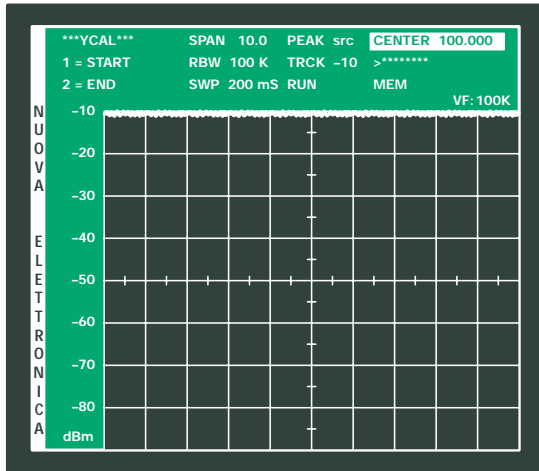 ***YCAL*** SPAN 10.0 PEAK src CENTER 100.000
1 = START RBW 100 K TRCK –10 >********
2 = END SWP 200 mS RUN MEM
VF: 100K
NUOVA ELETTRONICA
–10
–20
–30
–40
–50
–60
–70
–80
dBm